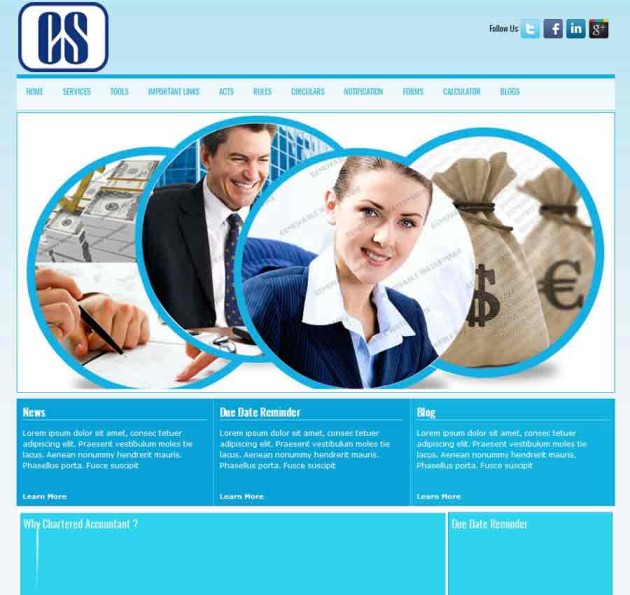 CS
Follow Us:
HOME SERVICES TOOLS IMPORTANT LINKS ACTS RULES CIRCULARS NOTIFICATION FORMS CALCULATOR BLOGS
REMOVABLE WATERMARK
$ €
News Due Date Reminder Blog
Lorem ipsum dolor sit amet, consec tetuer
adipiscing elit. Praesent vestibulum moles tie
lacus. Aenean nonummy hendrerit mauris.
Phasellus porta. Fusce suscipit
Learn More
Lorem ipsum dolor sit amet, consec tetuer
adipiscing elit. Praesent vestibulum moles tie
lacus. Aenean nonummy hendrerit mauris.
Phasellus porta. Fusce suscipit
Learn More
Lorem ipsum dolor sit amet, consec tetuer
adipiscing elit. Praesent vestibulum moles tie
lacus. Aenean nonummy hendrerit mauris.
Phasellus porta. Fusce suscipit
Learn More
Why Chartered Accountant ?
Due Date Reminder